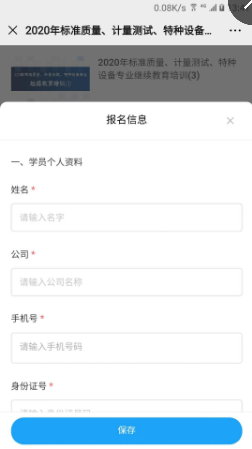 0.08K/s
2020年标准质量、计量测试、特种设备...
2020年标准质量、计量测试、特种
设备专业继续教育培训(3)
报名信息
一、学员个人资料
姓名 *
请输入名字
公司 *
请输入公司名称
手机号 *
请输入手机号码
身份证号 *
保存